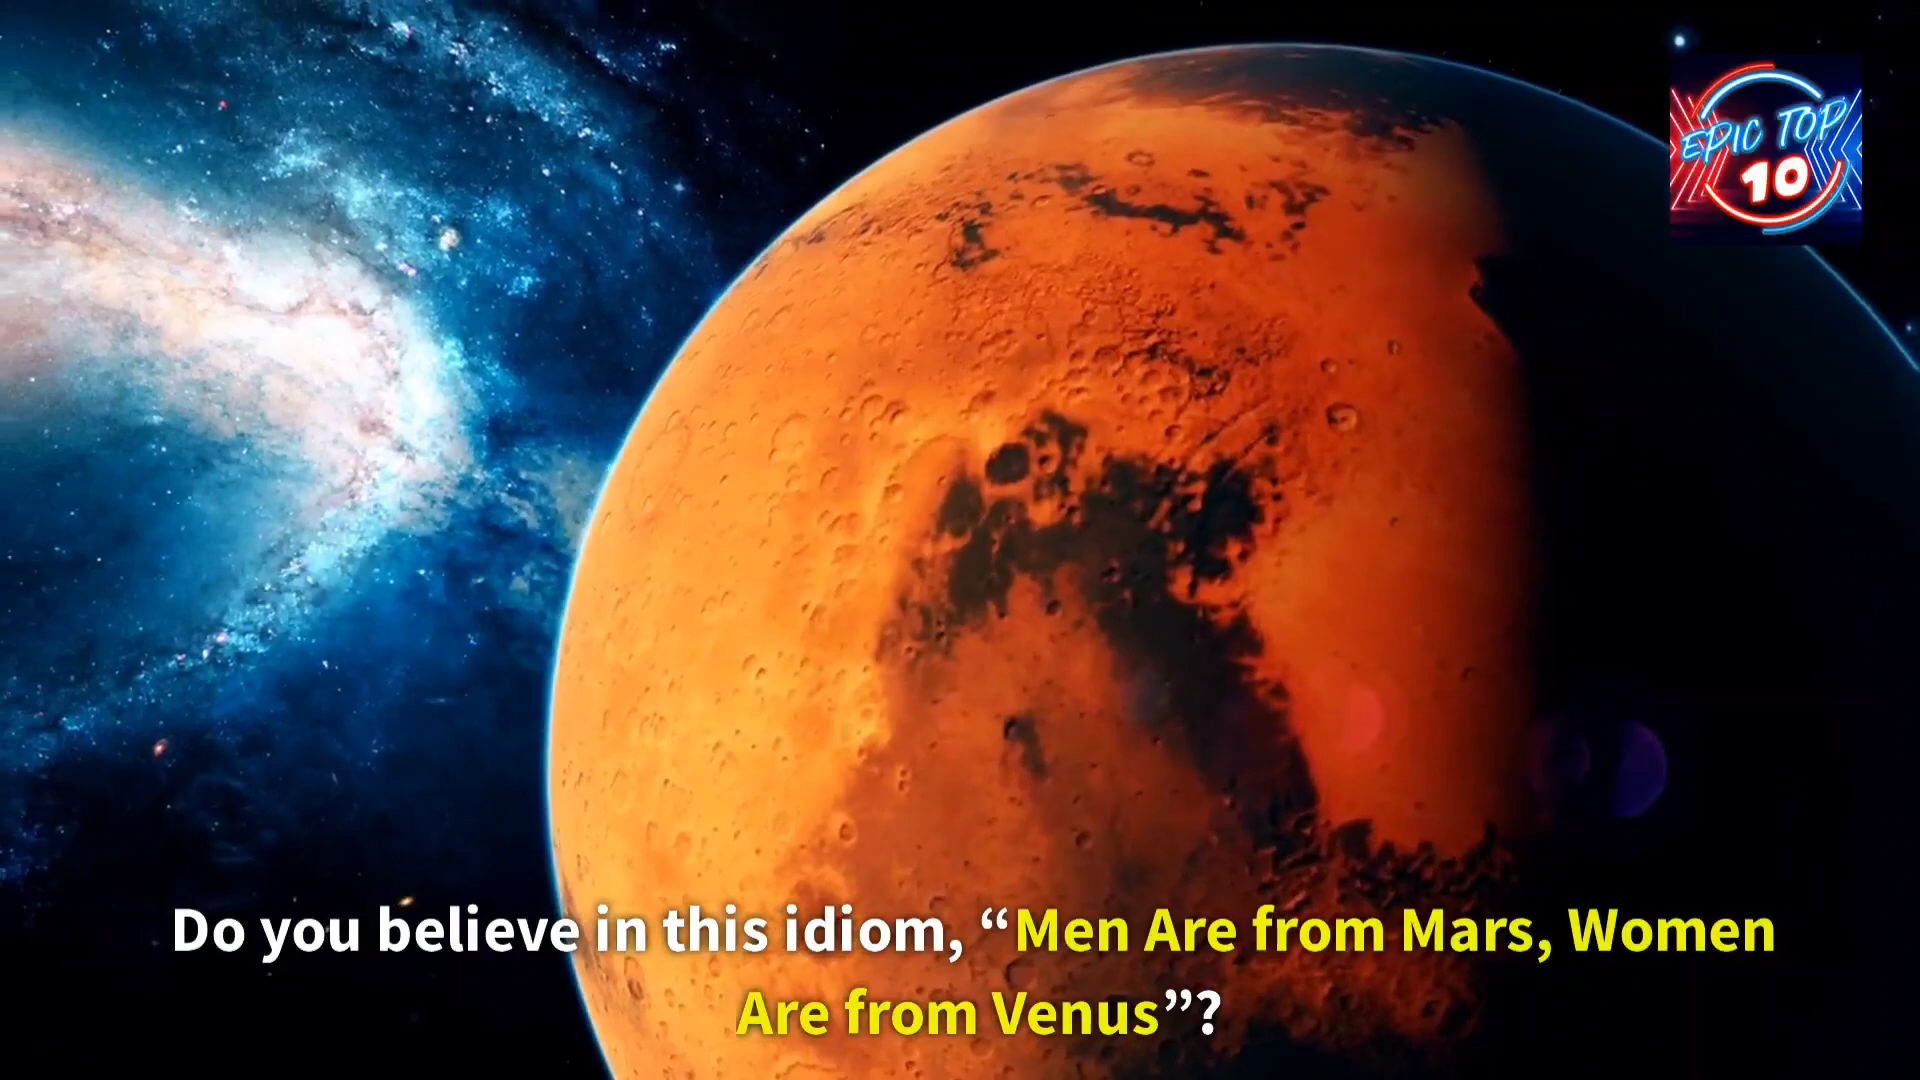 EPIC TOP
10
Do you believe in this idiom, “Men Are from Mars, Women
Are from Venus”?